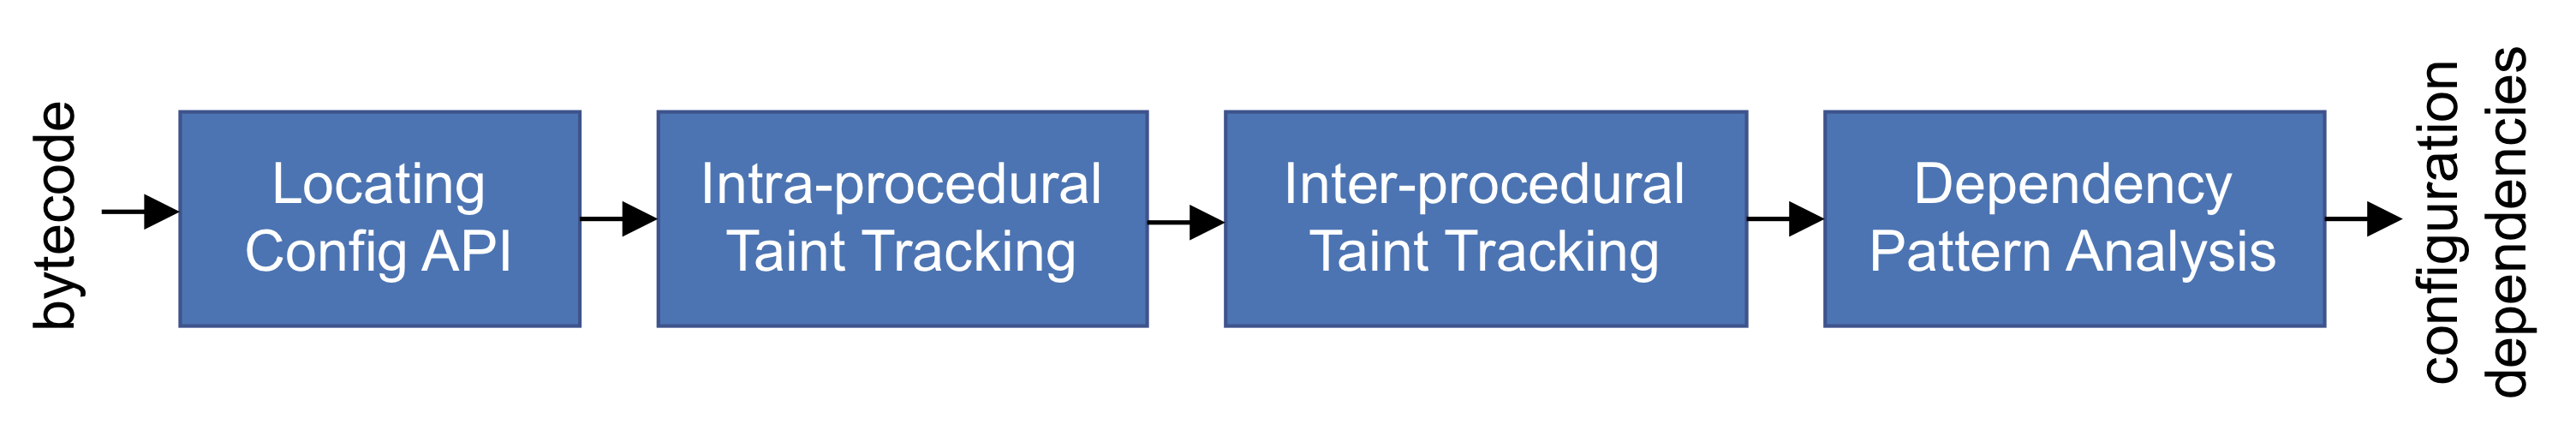 bytecode
Locating
Config API
Intra-procedural
Taint Tracking
Inter-procedural
Taint Tracking
Dependency
Pattern Analysis
configuration
dependencies